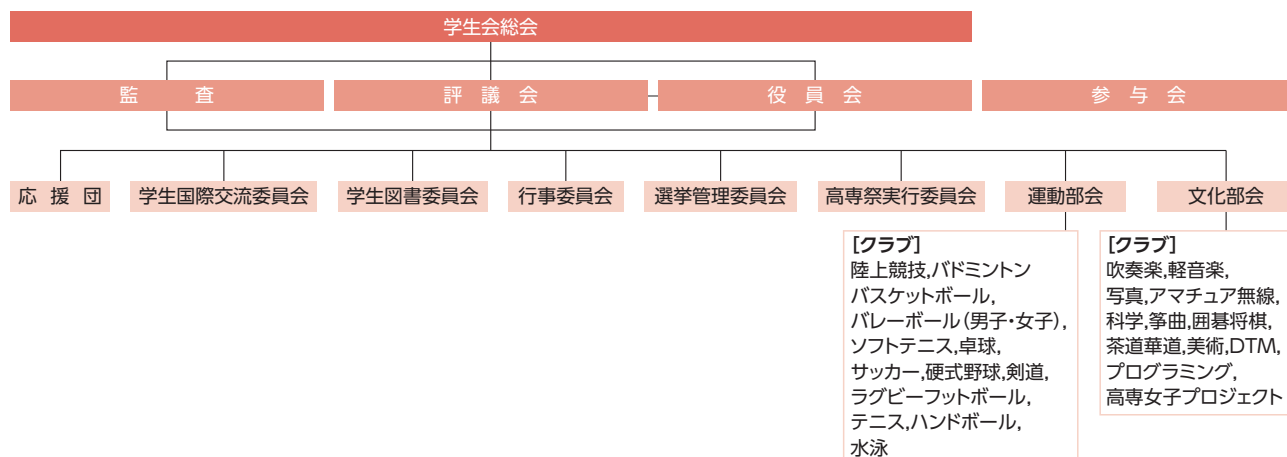 学生会総会
監査
評議会
役員会
参与会
応援団
学生国際交流委員会
学生図書委員会
行事委員会
選挙管理委員会
高専祭実行委員会
運動部会
文化部会
[クラブ]
陸上競技,バドミントン
バスケットボール,
バレーボール(男子・女子),
ソフトテニス,卓球,
サッカー,硬式野球,剣道,
ラグビーフットボール,
テニス,ハンドボール,
水泳
[クラブ]
吹奏楽,軽音楽,
写真,アマチュア無線,
科学,箏曲,囲碁将棋,
茶道華道,美術,DTM,
プログラミング,
高専女子プロジェクト